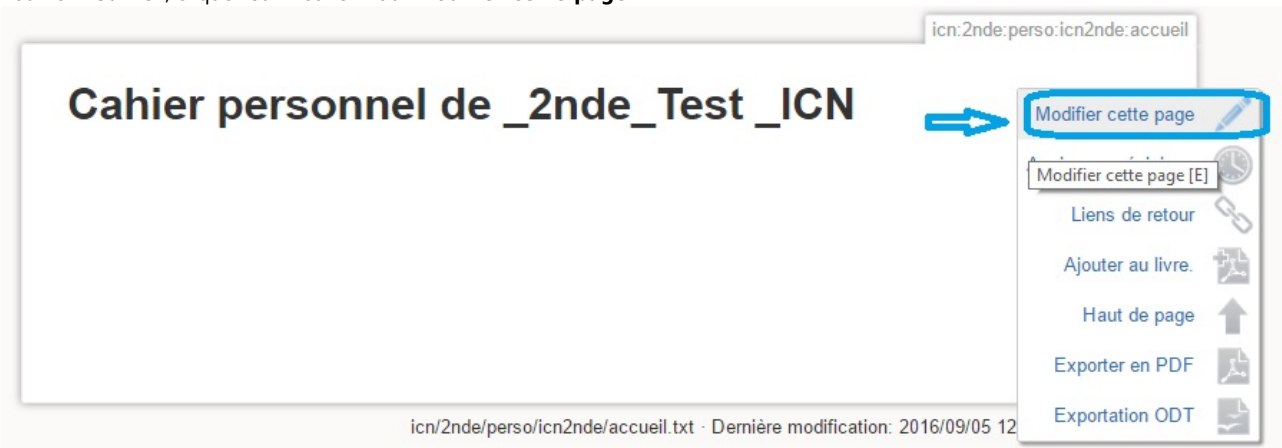 icn:2nde:perso:icn2nde:accueil
Cahier personnel de _2nde_Test _ICN
Modifier cette page
Modifier cette page [E]
Liens de retour
Ajouter au livre.
Haut de page
Exporter en PDF
Exportation ODT
icn/2nde/perso/icn2nde/accueil.txt · Dernière modification: 2016/09/05 12